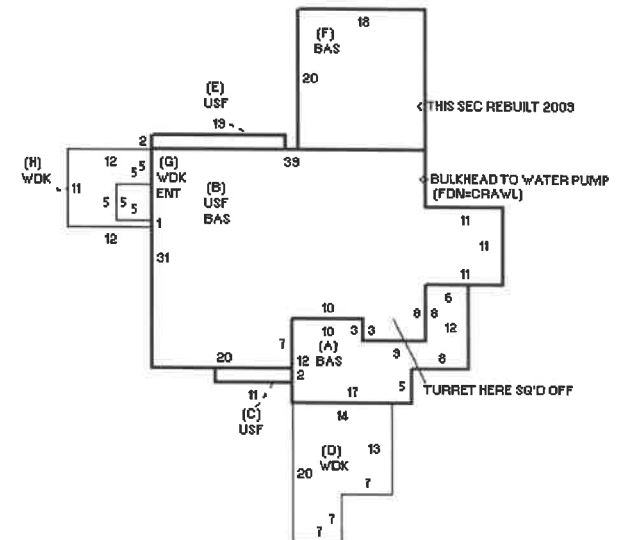 18
(F)
BAS
20
THIS SEC REBUILT 2009
(E)
USF
19
2
39
(H)
WDK
12
5 5
(G)
WDK
ENT
(B)
USF
BAS
11
5
5
5
1
12
31
BULKHEAD TO WATER PUMP
(FDN=CRAWL)
11
11
11
6
8 8
12
10
10
3 3
(A)
BAS
7
12
9
8
20
2
17
5
TURRET HERE SQ'D OFF
11
(C)
USF
14
(D)
WDK
13
20
7
7
7